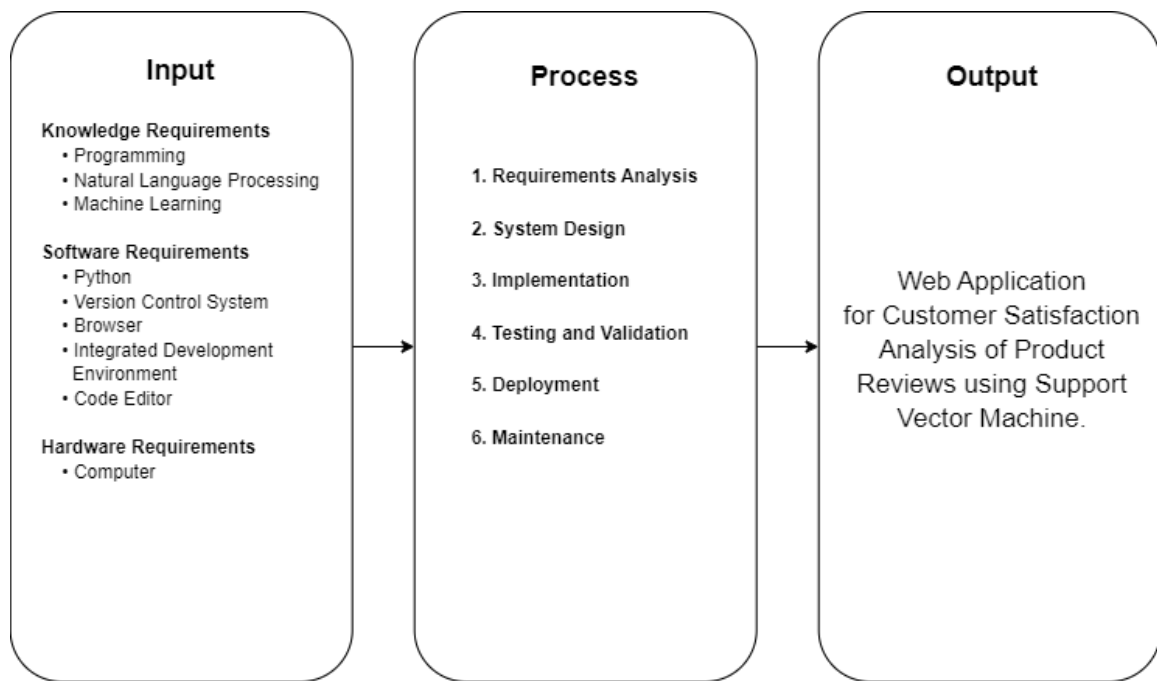 Input
Knowledge Requirements
• Programming
• Natural Language Processing
• Machine Learning
Software Requirements
• Python
• Version Control System
• Browser
• Integrated Development
Environment
• Code Editor
Hardware Requirements
• Computer
Process
1. Requirements Analysis
2. System Design
3. Implementation
4. Testing and Validation
5. Deployment
6. Maintenance
Output
Web Application
for Customer Satisfaction
Analysis of Product
Reviews using Support
Vector Machine.